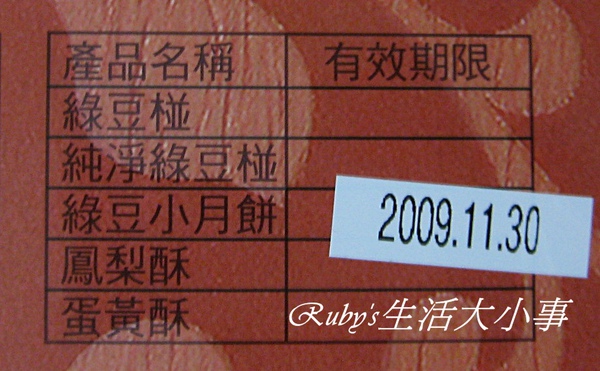 產品名稱 有效期限
綠豆椪
純淨綠豆椪
綠豆小月餅
2009.11.30
鳳梨酥
蛋黃酥
Ruby's生活大小事